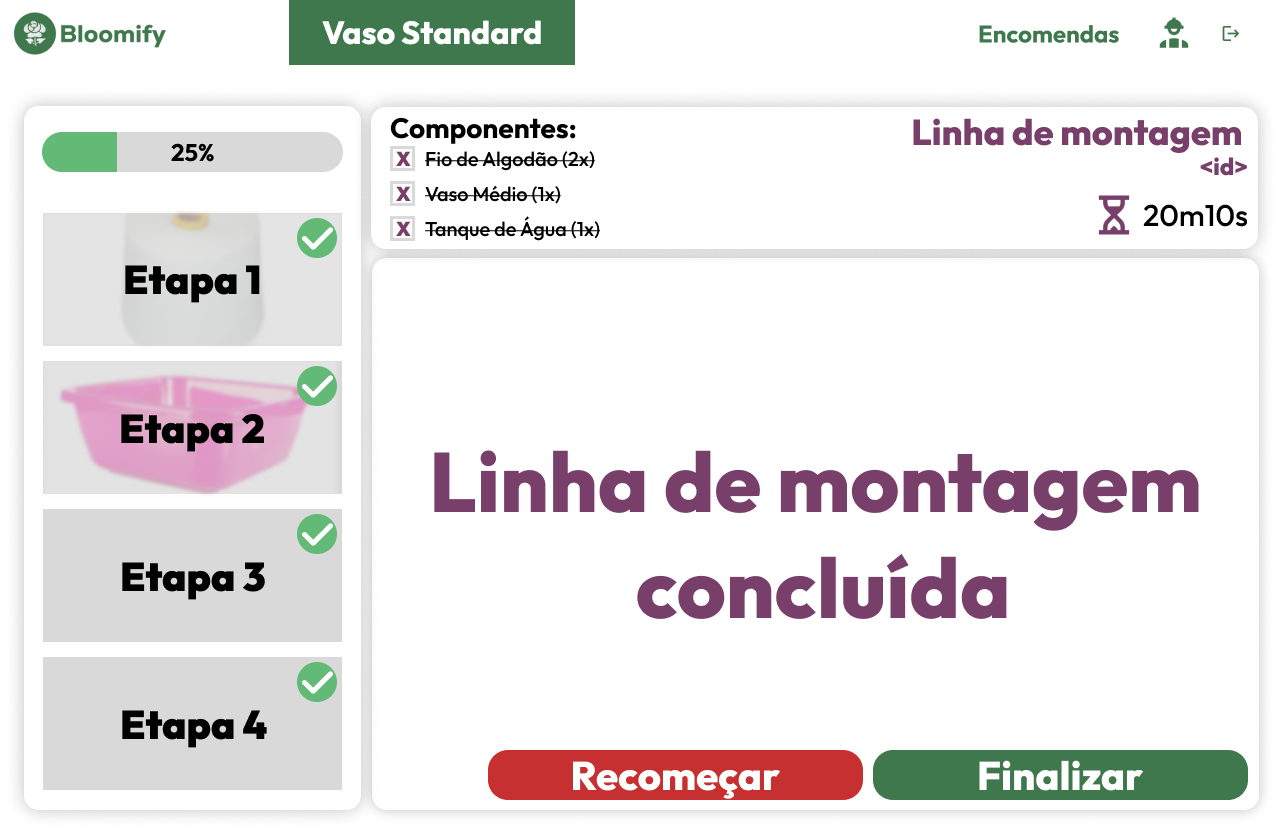 Bloomify
Vaso Standard
Encomendas
25%
Etapa 1
Etapa 2
Etapa 3
Etapa 4
Componentes:
X Fio de Algodão (2x)
X Vaso Médio (1x)
X Tanque de Água (1x)
Linha de montagem
<id>
20m10s
Linha de montagem
concluída
Recomeçar
Finalizar